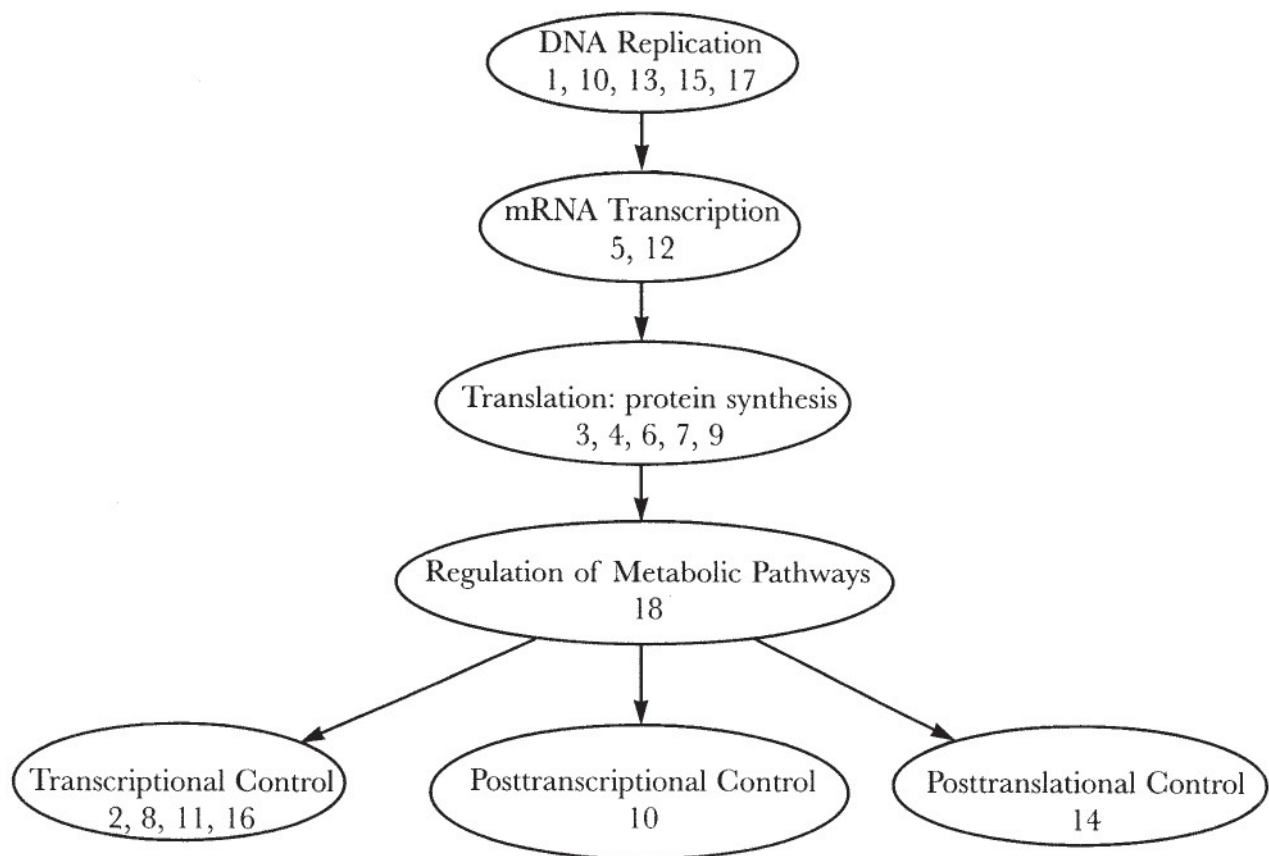 DNA Replication
1, 10, 13, 15, 17
mRNA Transcription
5, 12
Translation: protein synthesis
3, 4, 6, 7, 9
Regulation of Metabolic Pathways
18
Transcriptional Control
2, 8, 11, 16
Posttranscriptional Control
10
Posttranslational Control
14